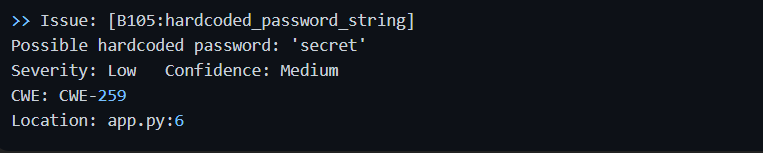 >> Issue: [B105:hardcoded_password_string]
Possible hardcoded password: 'secret'
Severity: Low   Confidence: Medium
CWE: CWE-259
Location: app.py:6